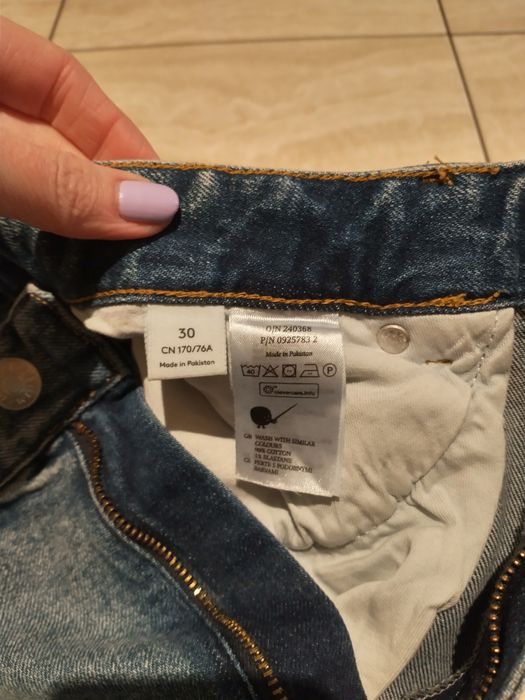 30
CN 170/76A
Made in Pakistan
O/N 240368
P/N 0925783 2
Made in Pakistan
40
P
clevercare.info
GB WASH WITH SIMILAR
COLOURS
99% COTTON
1% ELASTANE
CZ PERTE S PODOBNÝMI
BARVAMI